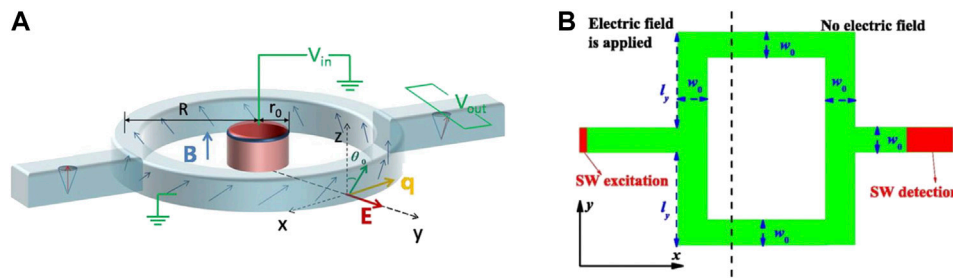 A
V_in
R
r_0
V_out
B
z
θ_0
q
E
x
y
B
Electric field
is applied
No electric field
w_0
l_y
w_0
w_0
w_0
SW excitation
SW detection
l_y
w_0
y
x